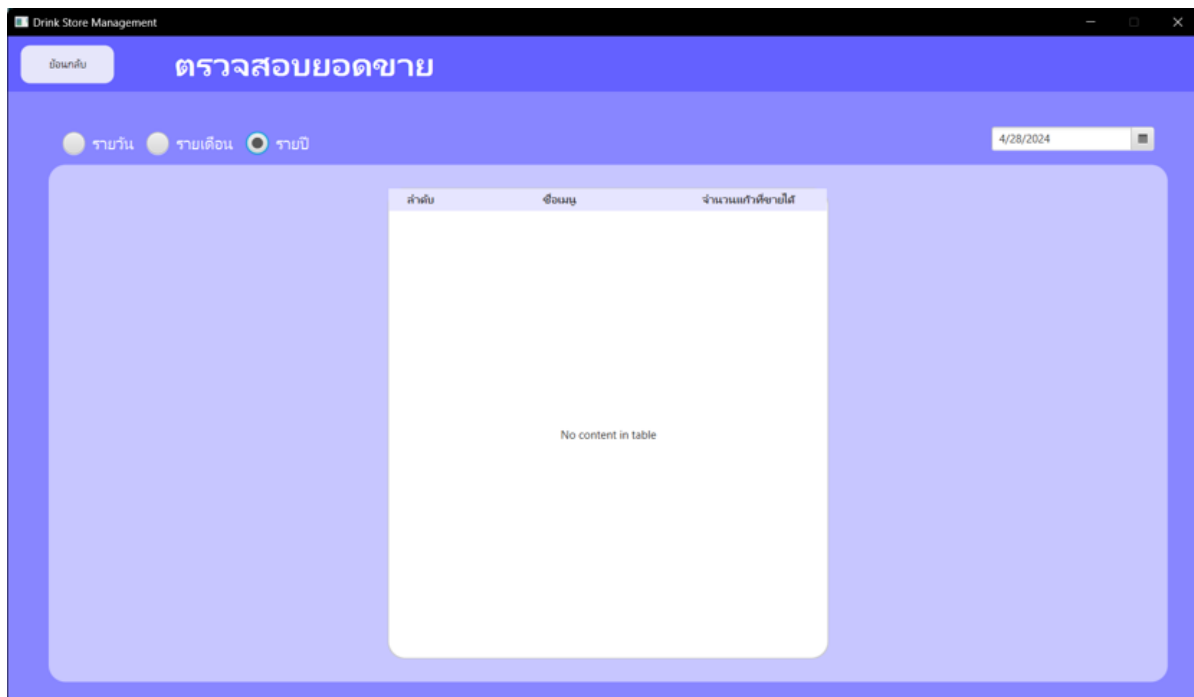 Drink Store Management
ย้อนกลับ ตรวจสอบยอดขาย
รายวัน รายเดือน รายปี 4/28/2024
ลำดับ ชื่อเมนู จำนวนแก้วที่ขายได้
No content in table